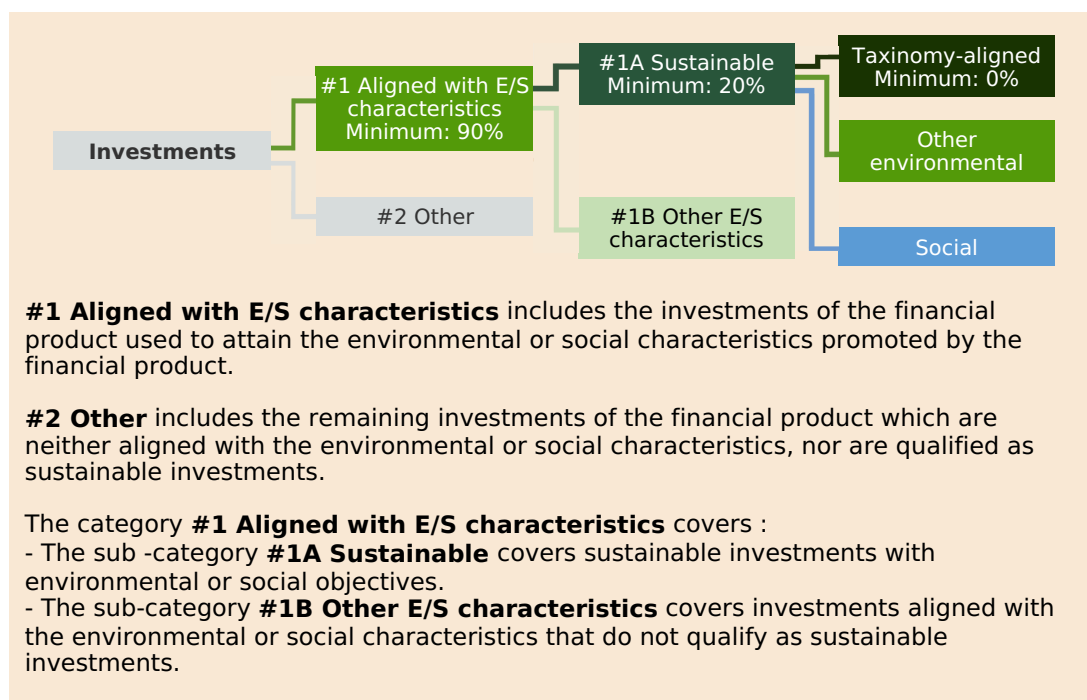 #1A Sustainable
Minimum: 20%
Taxinomy-aligned
Minimum: 0%
#1 Aligned with E/S
characteristics
Minimum: 90%
Investments
Other
environmental
#2 Other
#1B Other E/S
characteristics
Social
#1 Aligned with E/S characteristics includes the investments of the financial
product used to attain the environmental or social characteristics promoted by the
financial product.
#2 Other includes the remaining investments of the financial product which are
neither aligned with the environmental or social characteristics, nor are qualified as
sustainable investments.
The category #1 Aligned with E/S characteristics covers :
- The sub -category #1A Sustainable covers sustainable investments with
environmental or social objectives.
- The sub-category #1B Other E/S characteristics covers investments aligned with
the environmental or social characteristics that do not qualify as sustainable
investments.